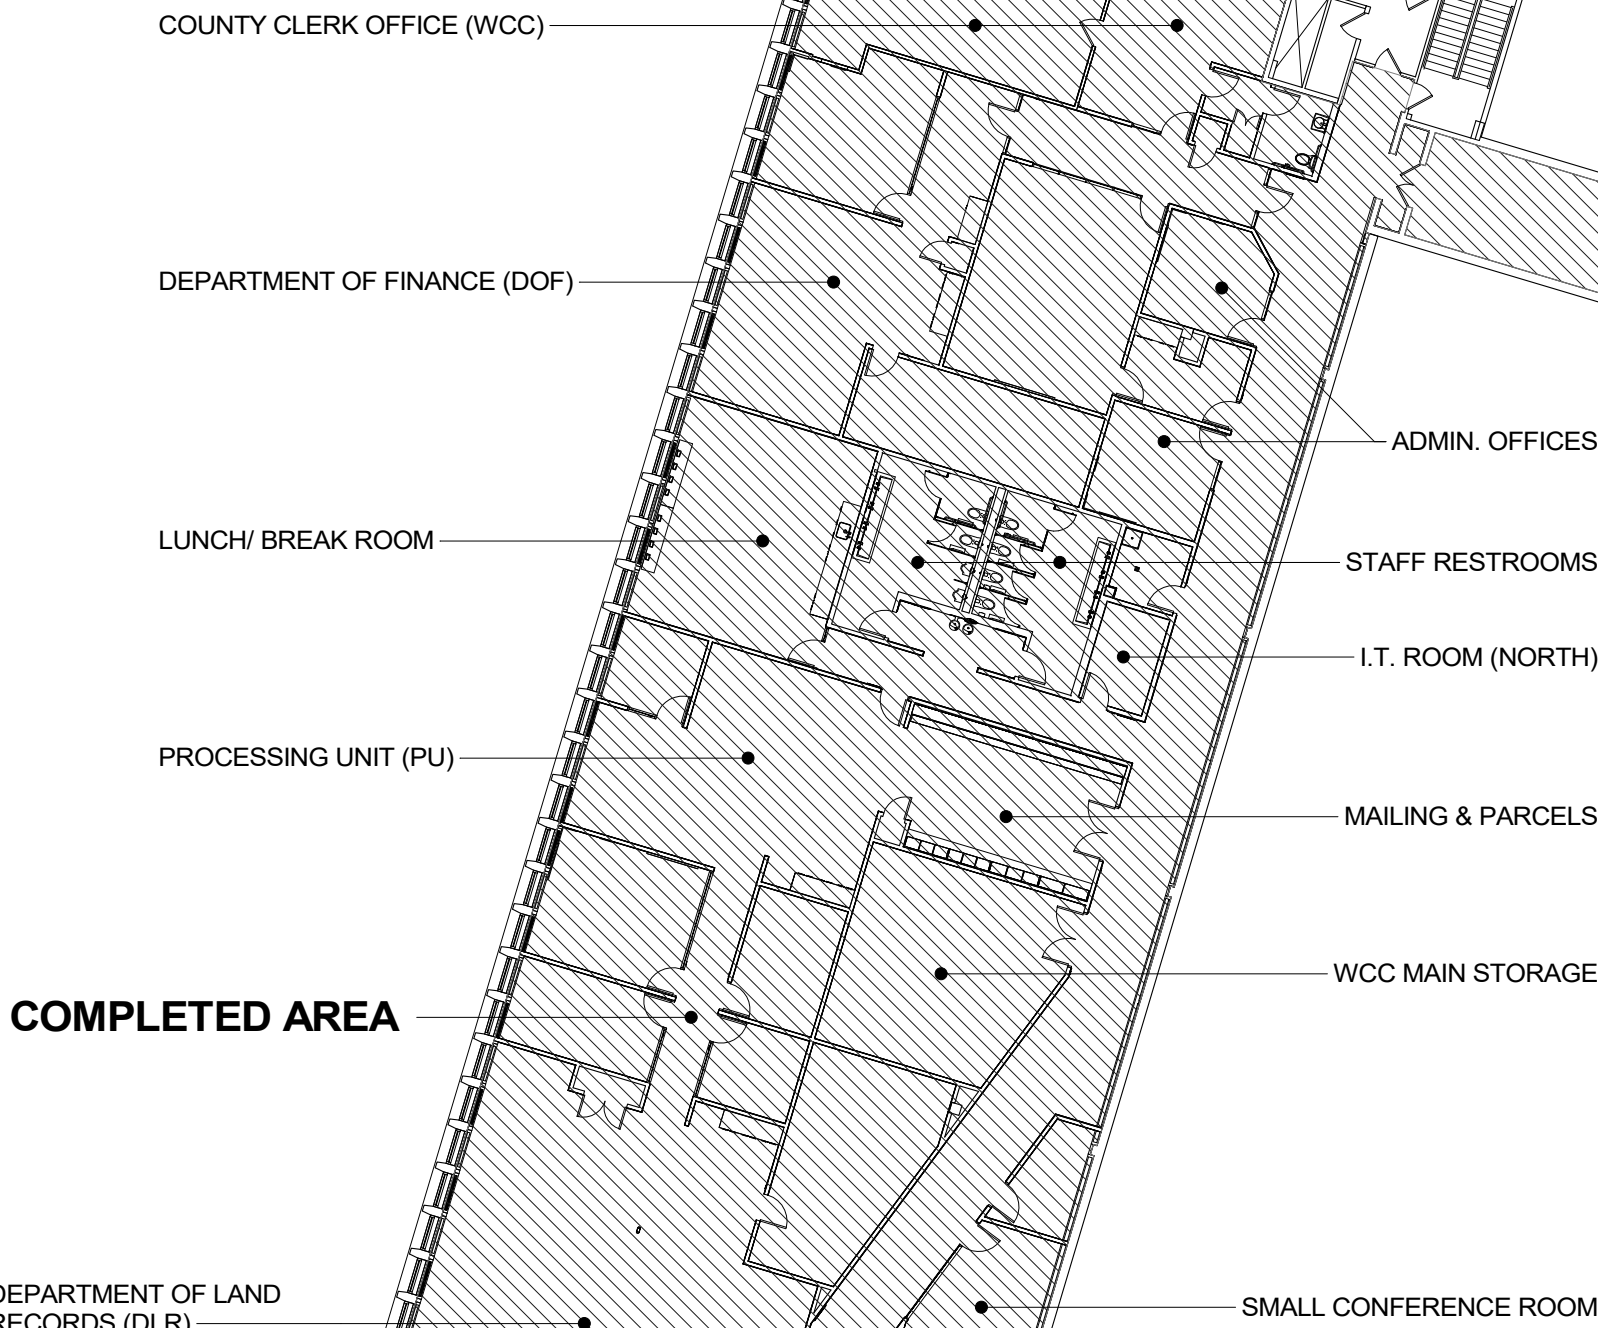 COUNTY CLERK OFFICE (WCC)
DEPARTMENT OF FINANCE (DOF)
ADMIN. OFFICES
LUNCH/ BREAK ROOM
STAFF RESTROOMS
I.T. ROOM (NORTH)
PROCESSING UNIT (PU)
MAILING & PARCELS
WCC MAIN STORAGE
COMPLETED AREA
DEPARTMENT OF LAND
RECORDS (DLR)
SMALL CONFERENCE ROOM